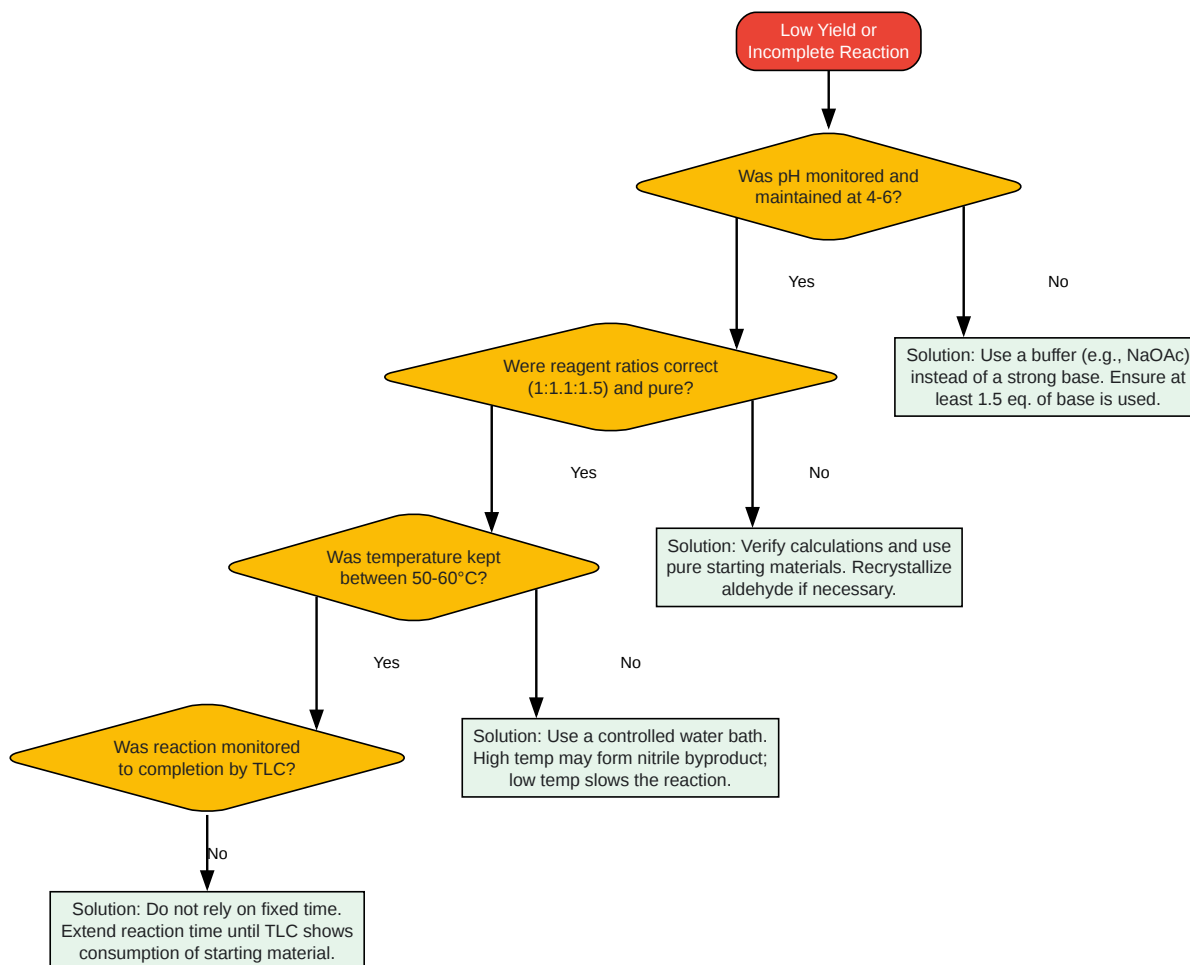 Low Yield or
Incomplete Reaction
Was pH monitored and
maintained at 4-6?
Yes
No
Were reagent ratios correct
(1:1.1:1.5) and pure?
Solution: Use a buffer (e.g., NaOAc)
instead of a strong base. Ensure at
least 1.5 eq. of base is used.
Yes
No
Was temperature kept
between 50-60°C?
Solution: Verify calculations and use
pure starting materials. Recrystallize
aldehyde if necessary.
Yes
No
Was reaction monitored
to completion by TLC?
Solution: Use a controlled water bath.
High temp may form nitrile byproduct;
low temp slows the reaction.
No
Solution: Do not rely on fixed time.
Extend reaction time until TLC shows
consumption of starting material.